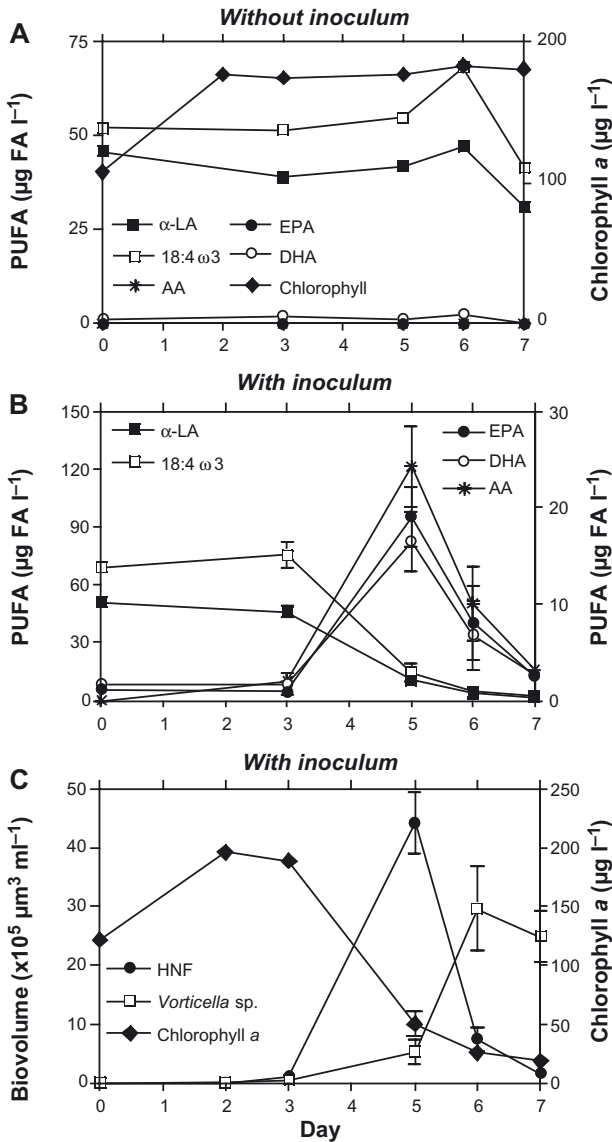 A
Without inoculum
75
50
25
0
200
100
0
PUFA (µg FA l⁻¹)
Chlorophyll a (µg l⁻¹)
α-LA
18:4 ω3
AA
EPA
DHA
Chlorophyll
0 1 2 3 4 5 6 7
B
With inoculum
150
120
90
60
30
0
30
20
10
0
PUFA (µg FA l⁻¹)
PUFA (µg FA l⁻¹)
α-LA
18:4 ω3
EPA
DHA
AA
0 1 2 3 4 5 6 7
C
With inoculum
50
40
30
20
10
0
250
200
150
100
50
0
Biovolume (x10⁵ µm³ ml⁻¹)
Chlorophyll a (µg l⁻¹)
HNF
Vorticella sp.
Chlorophyll a
0 2 3 4 5 6 7
Day